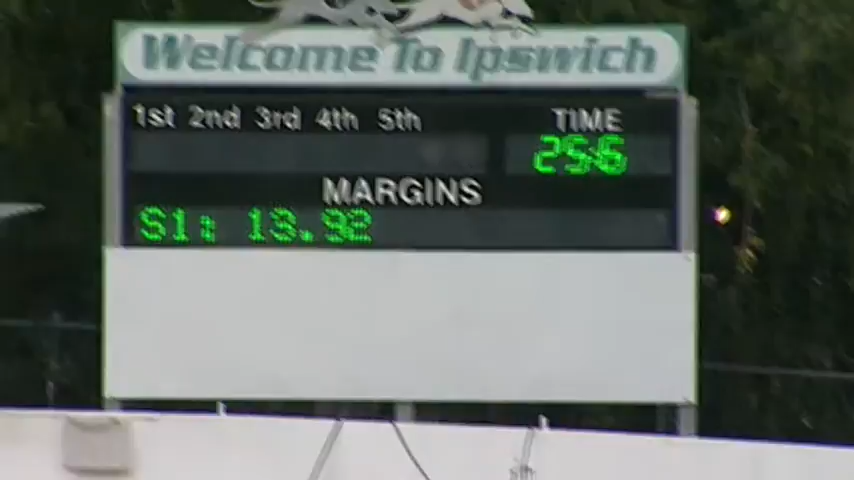 Welcome To Ipswich
1st 2nd 3rd 4th 5th TIME
25:6
MARGINS
S1: 13.92